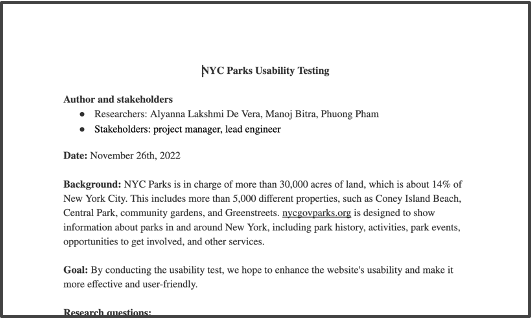 NYC Parks Usability Testing
Author and stakeholders
● Researchers: Alyanna Lakshmi De Vera, Manoj Bitra, Phuong Pham
● Stakeholders: project manager, lead engineer
Date: November 26th, 2022
Background: NYC Parks is in charge of more than 30,000 acres of land, which is about 14% of
New York City. This includes more than 5,000 different properties, such as Coney Island Beach,
Central Park, community gardens, and Greenstreets. nycgovparks.org is designed to show
information about parks in and around New York, including park history, activities, park events,
opportunities to get involved, and other services.
Goal: By conducting the usability test, we hope to enhance the website's usability and make it
more effective and user-friendly.
Research questions: